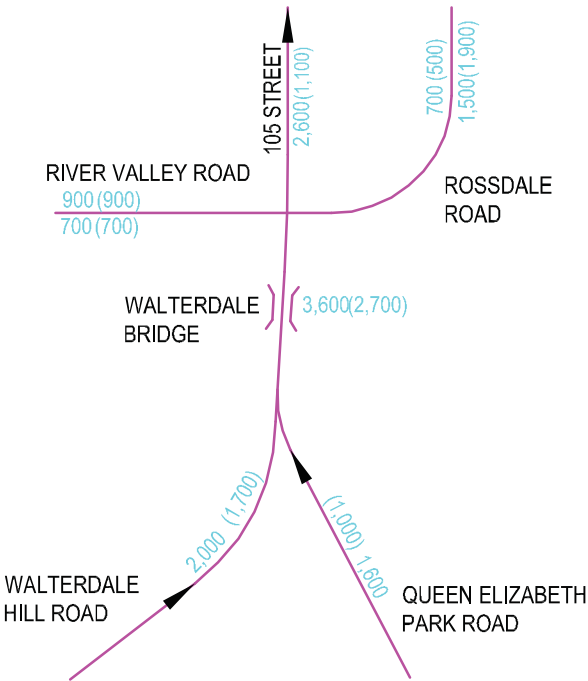 105 STREET
2,600(1,100)
700 (500)
1,500(1,900)
RIVER VALLEY ROAD
900 (900)
700 (700)
ROSSDALE
ROAD
WALTERDALE
BRIDGE
3,600(2,700)
2,000 (1,700)
(1,000) 1,600
WALTERDALE
HILL ROAD
QUEEN ELIZABETH
PARK ROAD